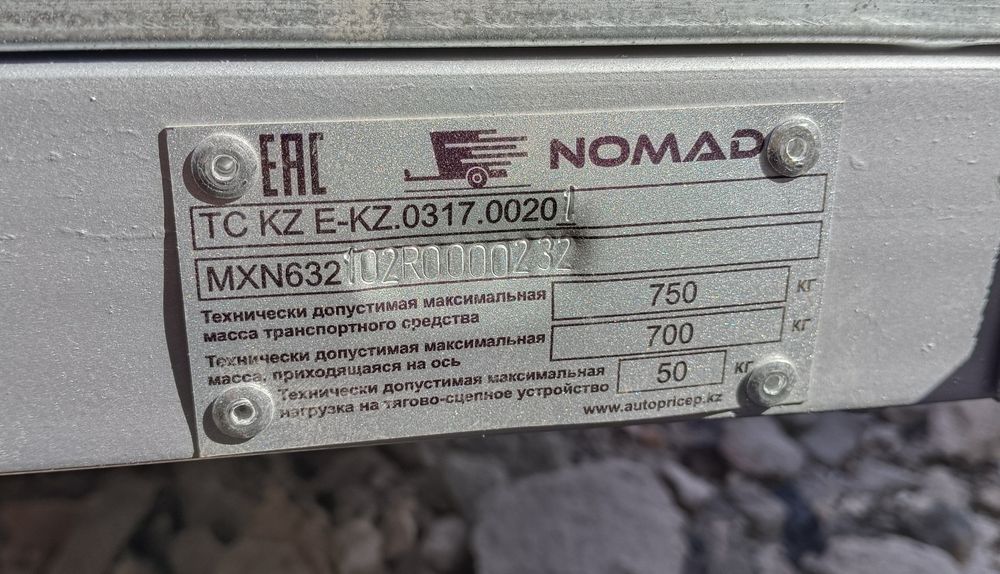 EAC NOMAD
TC KZ E-KZ.0317.00201
MXN632102R0000232
Технически допустимая максимальная
масса транспортного средства 750 кг
Технически допустимая максимальная
масса, приходящаяся на ось 700 кг
Технически допустимая максимальная
нагрузка на тягово-сцепное устройство 50 кг
www.autopricep.kz